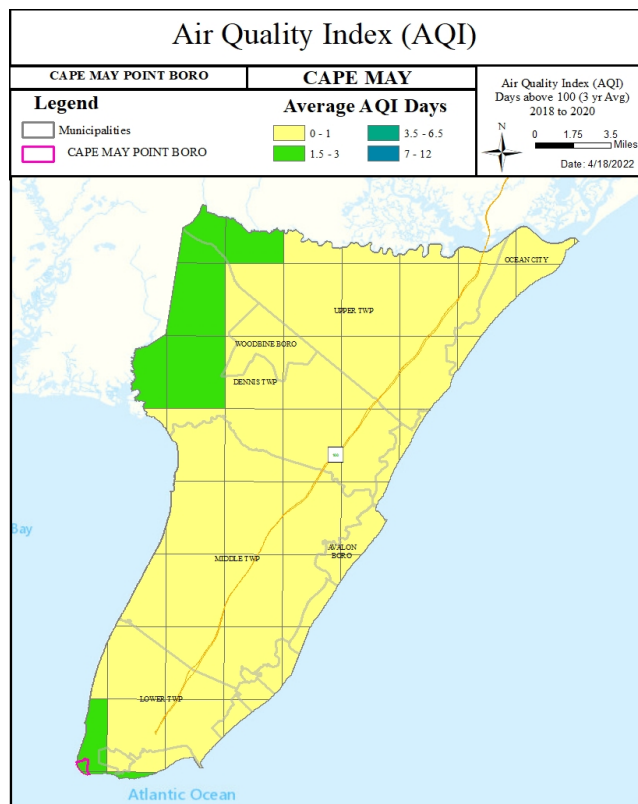 Air Quality Index (AQI)
CAPE MAY POINT BORO
CAPE MAY
Legend
Municipalities
CAPE MAY POINT BORO
Average AQI Days
0 - 1
3.5 - 6.5
1.5 - 3
7 - 12
Air Quality Index (AQI)
Days above 100 (3 yr Avg)
2018 to 2020
N
0 1.75 3.5
Miles
Date: 4/18/2022
OCEAN CITY
UPPER TWP
WOODBINE BORO
DENNIS TWP
Bay
AVALON
BORO
MIDDLE TWP
LOWER TWP
Atlantic Ocean